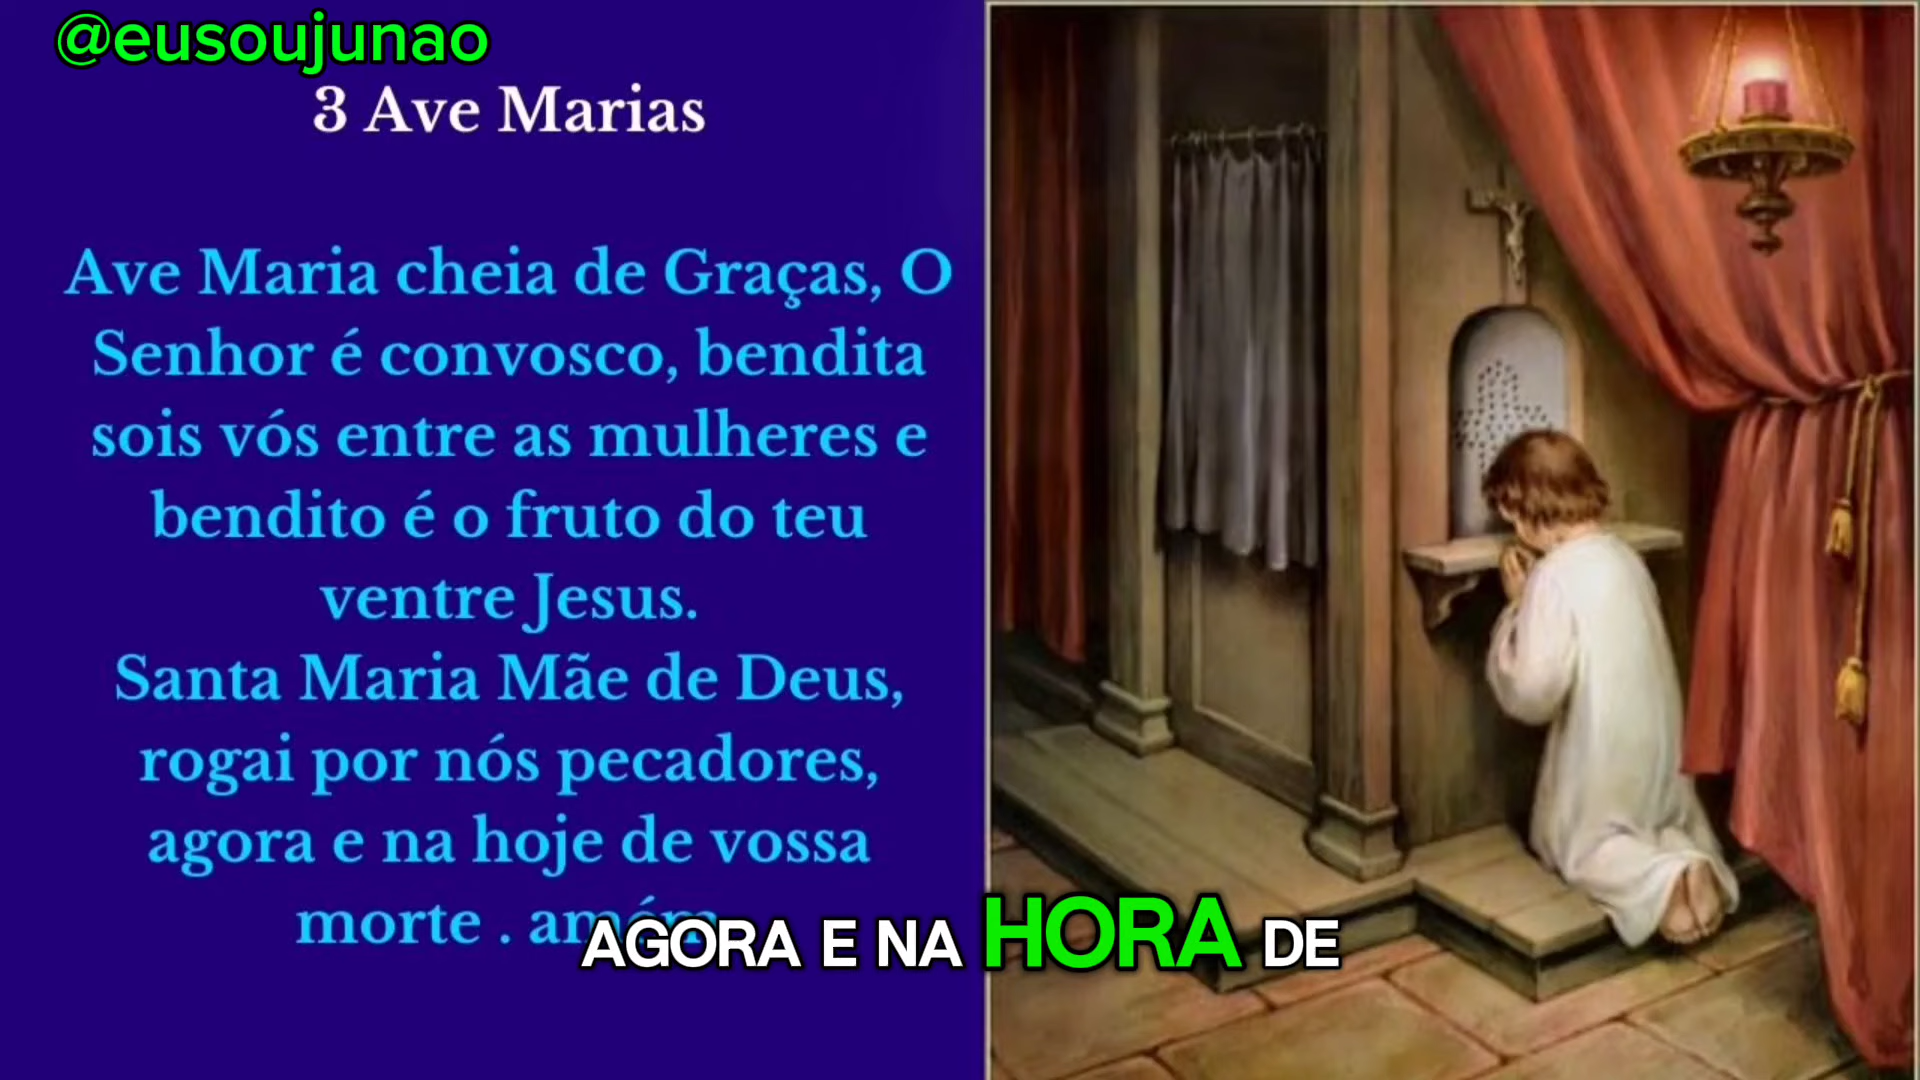 @eusoujunao
3 Ave Marias
Ave Maria cheia de Graças, O
Senhor é convosco, bendita
sois vós entre as mulheres e
bendito é o fruto do teu
ventre Jesus.
Santa Maria Mãe de Deus,
rogai por nós pecadores,
agora e na hoje de vossa
morte . amém
AGORA E NA HORA DE